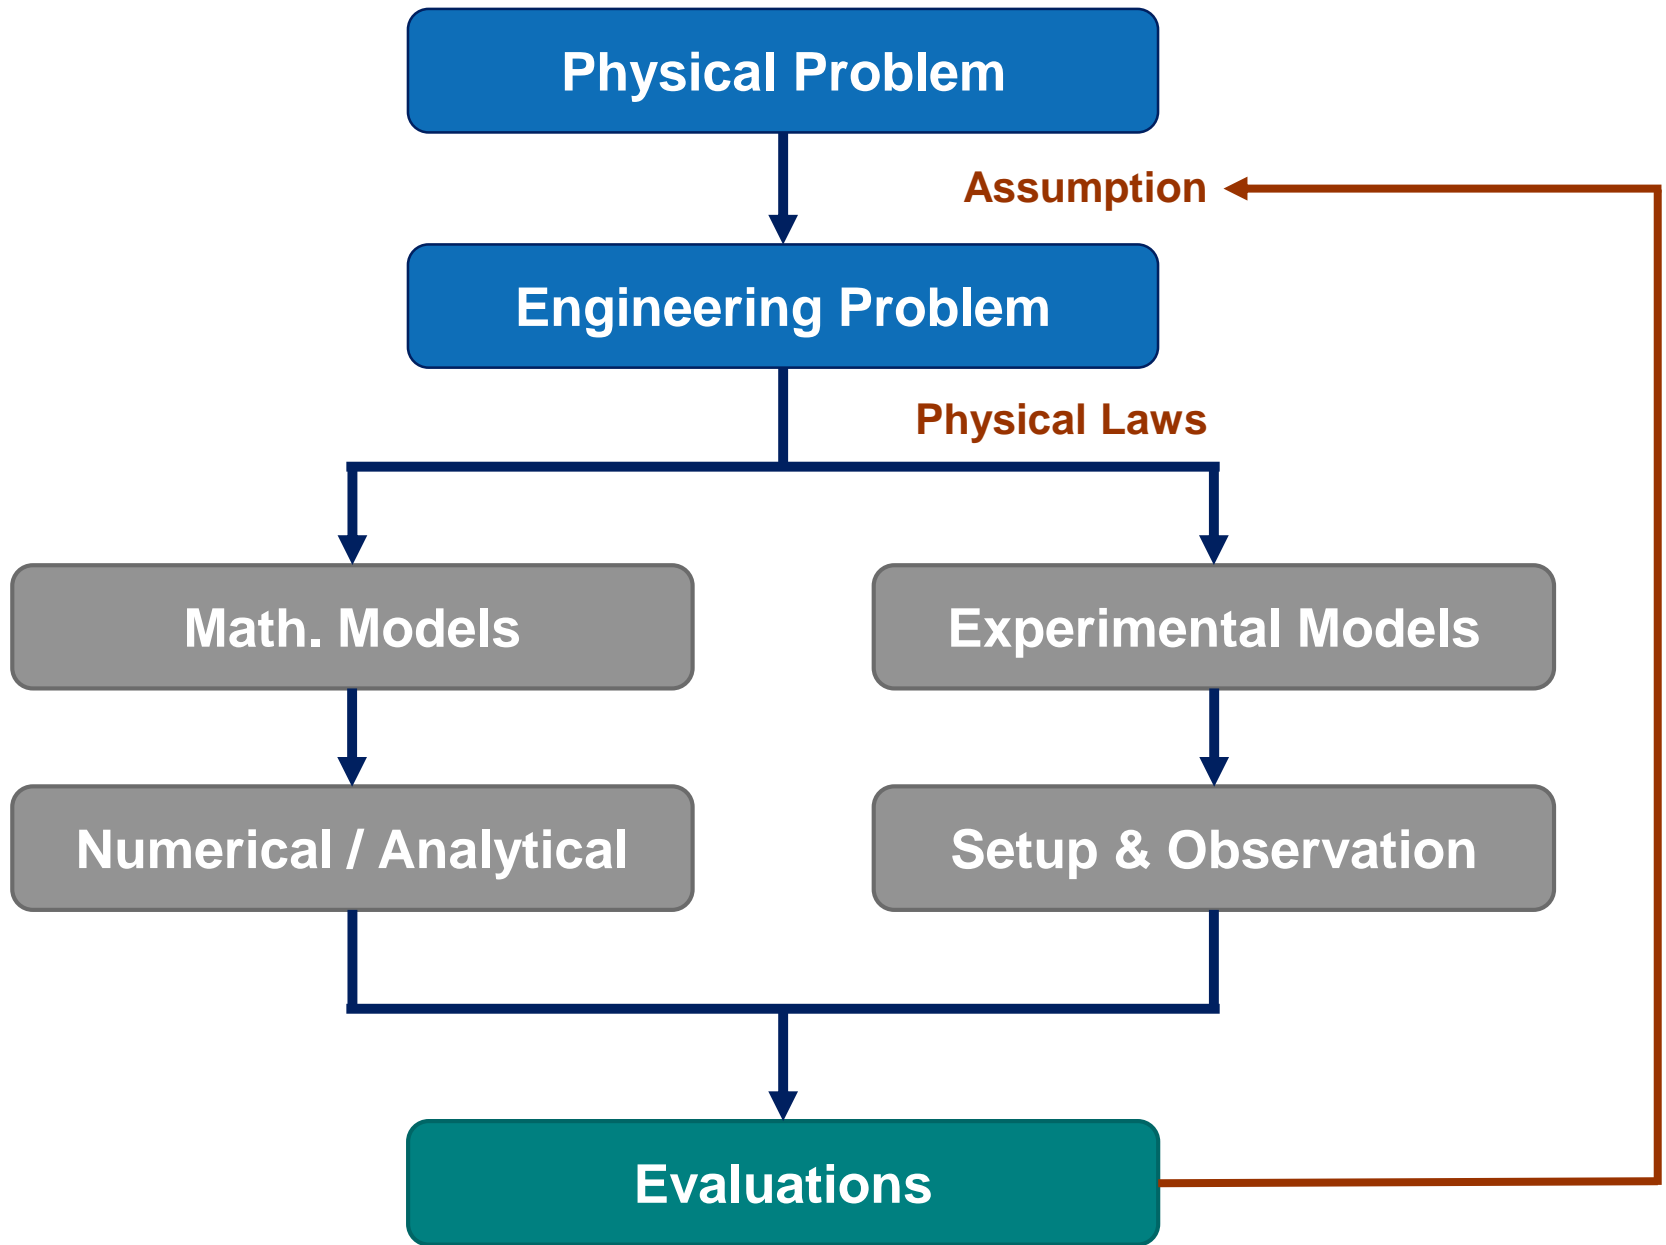 Physical Problem
Assumption
Engineering Problem
Physical Laws
Math. Models
Experimental Models
Numerical / Analytical
Setup & Observation
Evaluations